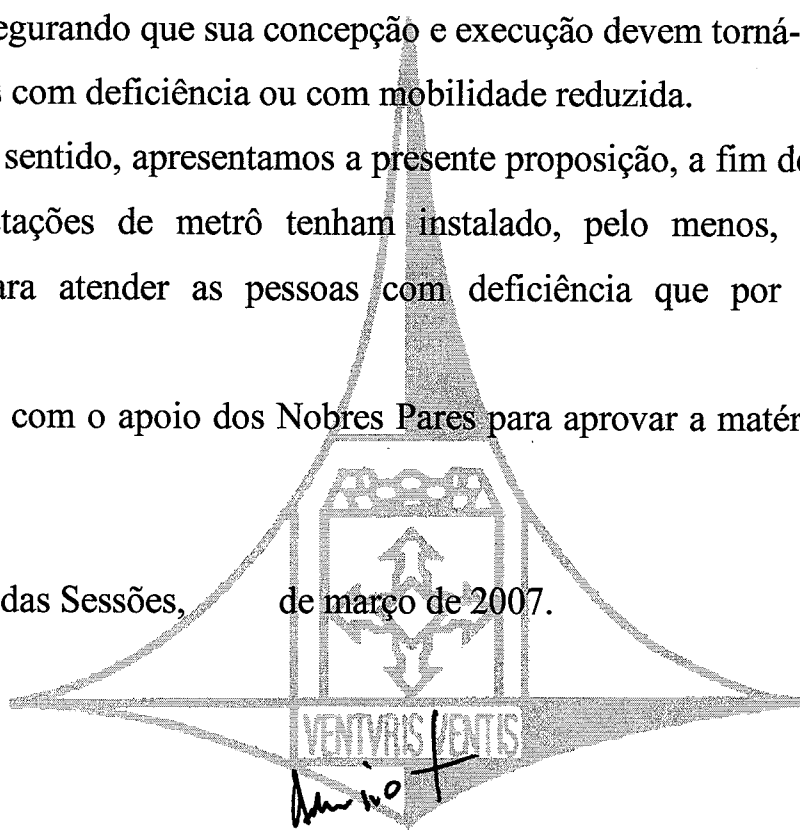 egurando que sua concepção e execução devem torná-
s com deficiência ou com mobilidade reduzida.
sentido, apresentamos a presente proposição, a fim de
tações de metrô tenham instalado, pelo menos,
ara atender as pessoas com deficiência que por
com o apoio dos Nobres Pares para aprovar a matér
das Sessões, de março de 2007.
VENTVRIS VENTIS